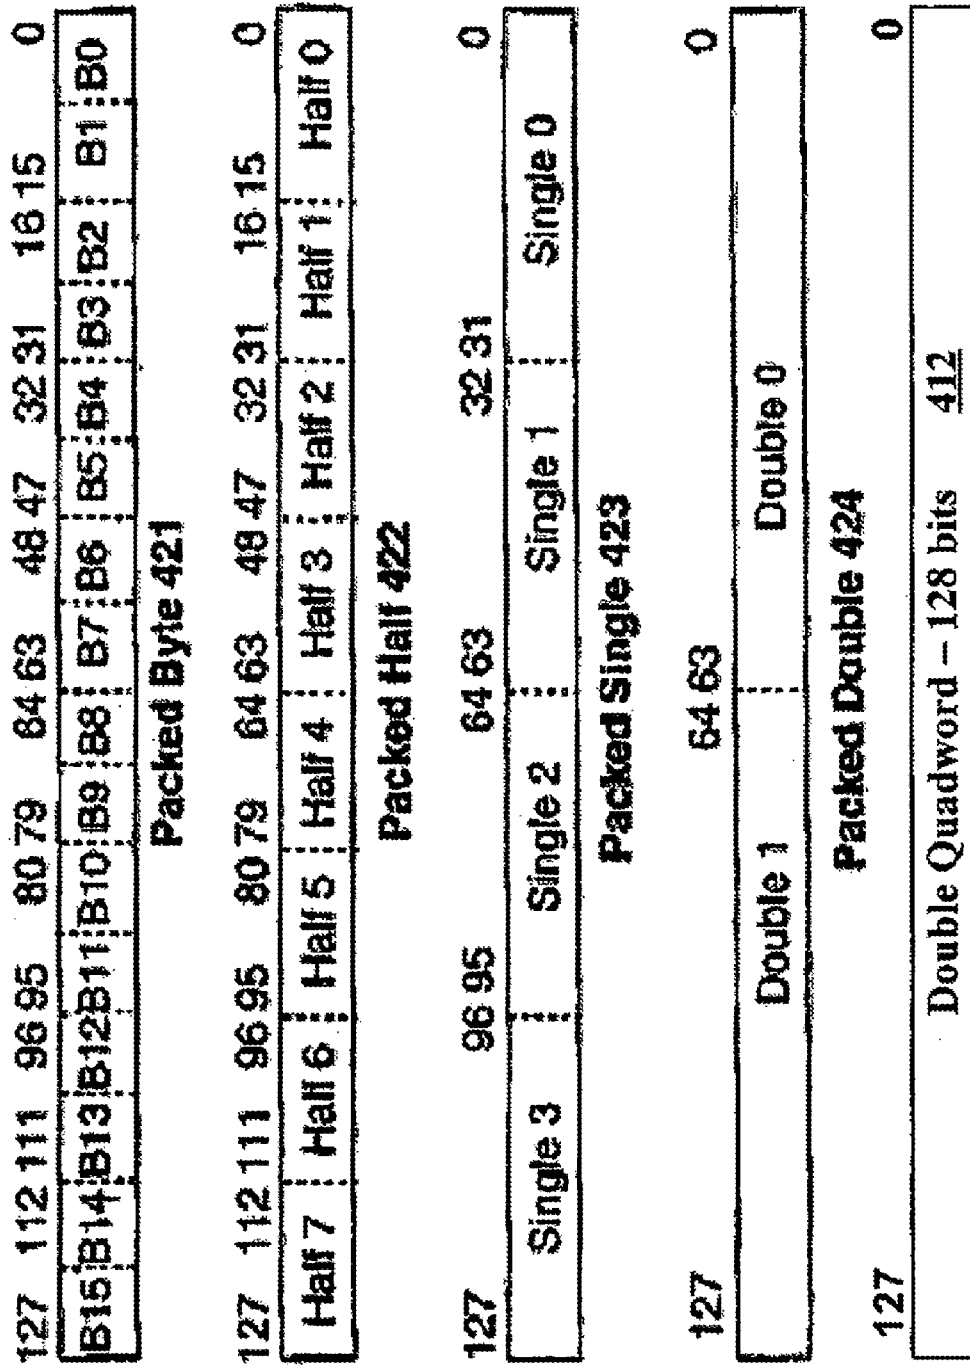 127 112 111 96 95 80 79 64 63 48 47 32 31 16 15 0
B15 B14 B13 B12 B11 B10 B9 B8 B7 B6 B5 B4 B3 B2 B1 B0
Packed Byte 421
127 112 111 96 95 80 79 64 63 48 47 32 31 16 15 0
Half 7 Half 6 Half 5 Half 4 Half 3 Half 2 Half 1 Half 0
Packed Half 422
127 96 95 64 63 32 31 0
Single 3 Single 2 Single 1 Single 0
Packed Single 423
127 64 63 0
Double 1 Double 0
Packed Double 424
127 0
Double Quadword – 128 bits 412